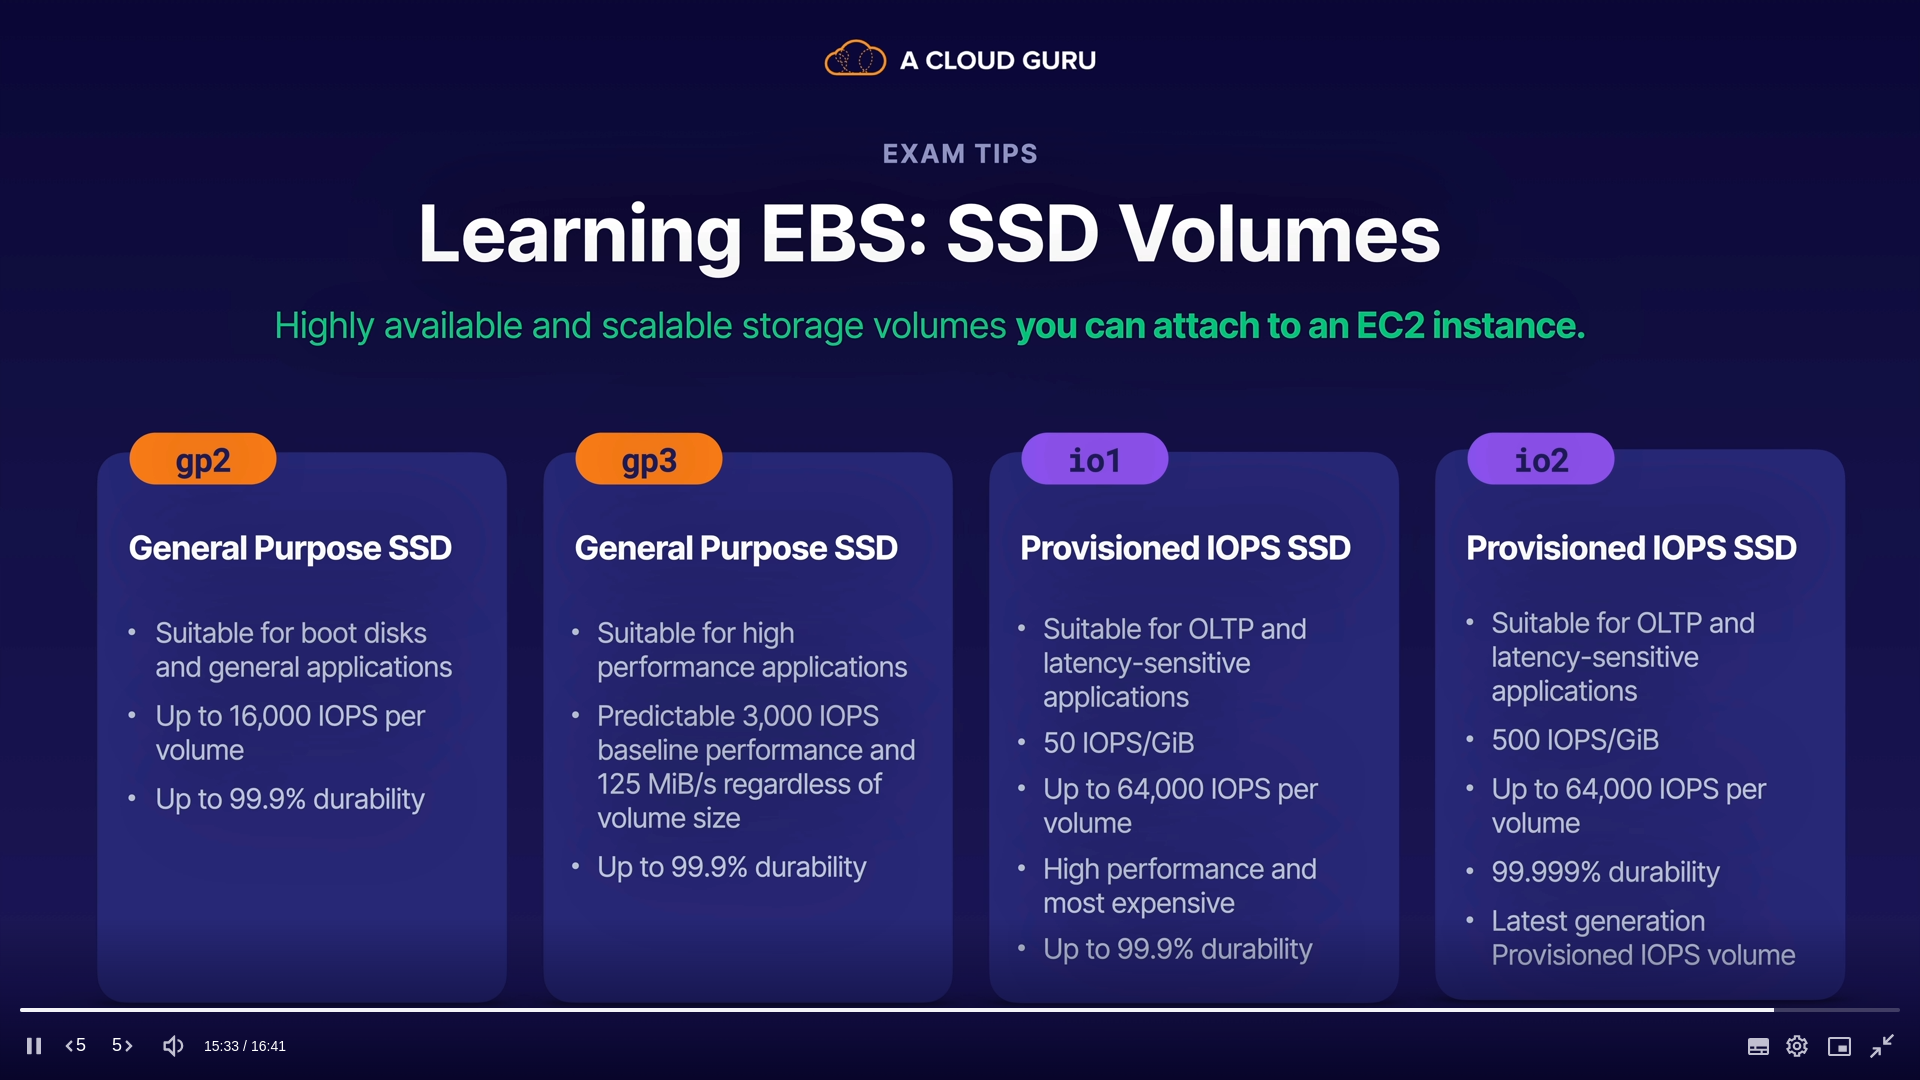 A CLOUD GURU
EXAM TIPS
Learning EBS: SSD Volumes
Highly available and scalable storage volumes you can attach to an EC2 instance.
gp2
General Purpose SSD
• Suitable for boot disks
and general applications
• Up to 16,000 IOPS per
volume
• Up to 99.9% durability
gp3
General Purpose SSD
• Suitable for high
performance applications
• Predictable 3,000 IOPS
baseline performance and
125 MiB/s regardless of
volume size
• Up to 99.9% durability
io1
Provisioned IOPS SSD
• Suitable for OLTP and
latency-sensitive
applications
• 50 IOPS/GiB
• Up to 64,000 IOPS per
volume
• High performance and
most expensive
• Up to 99.9% durability
io2
Provisioned IOPS SSD
• Suitable for OLTP and
latency-sensitive
applications
• 500 IOPS/GiB
• Up to 64,000 IOPS per
volume
• 99.999% durability
• Latest generation
Provisioned IOPS volume
<5 5> 15:33 / 16:41